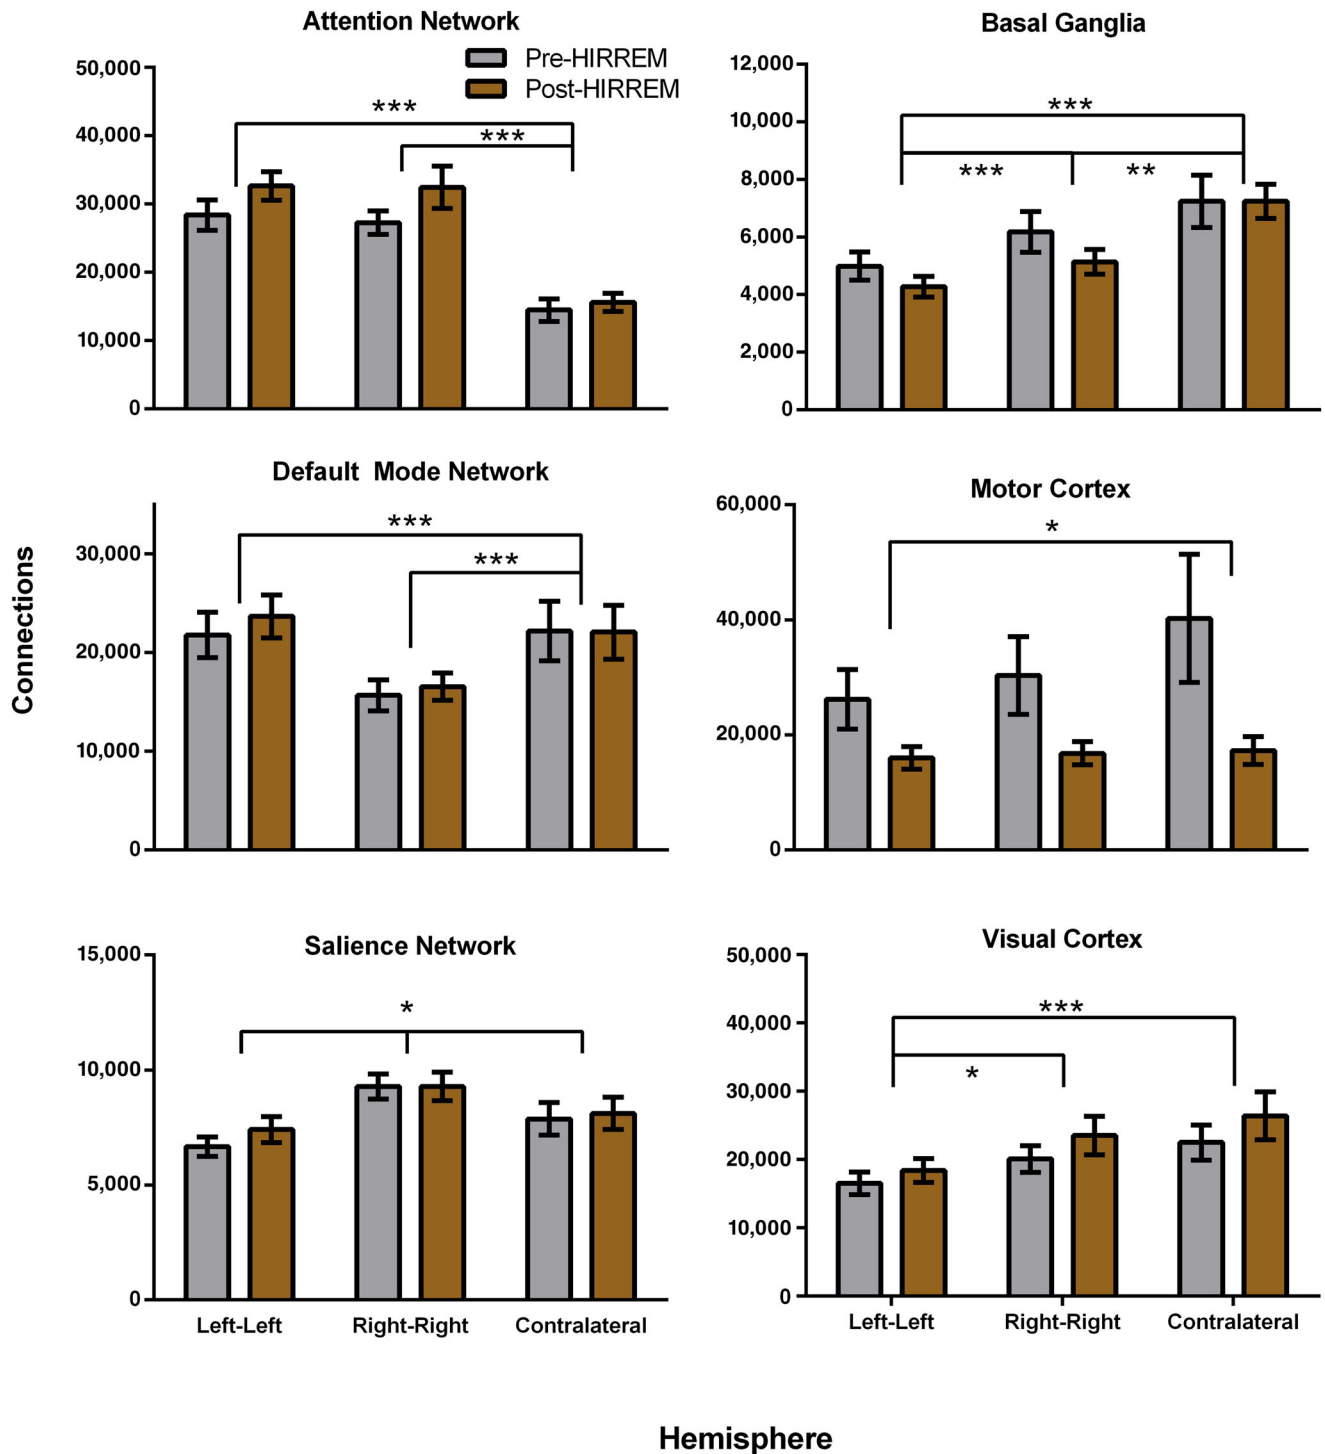 Attention Network
Pre-HIRREM
Post-HIRREM
50,000
40,000
30,000
20,000
10,000
0
***
***
Basal Ganglia
12,000
10,000
8,000
6,000
4,000
2,000
0
***
***
**
Default Mode Network
30,000
20,000
10,000
0
***
***
Motor Cortex
60,000
40,000
20,000
0
*
Connections
Salience Network
15,000
10,000
5,000
0
*
Left-Left
Right-Right
Contralateral
Visual Cortex
50,000
40,000
30,000
20,000
10,000
0
***
*
Left-Left
Right-Right
Contralateral
Hemisphere